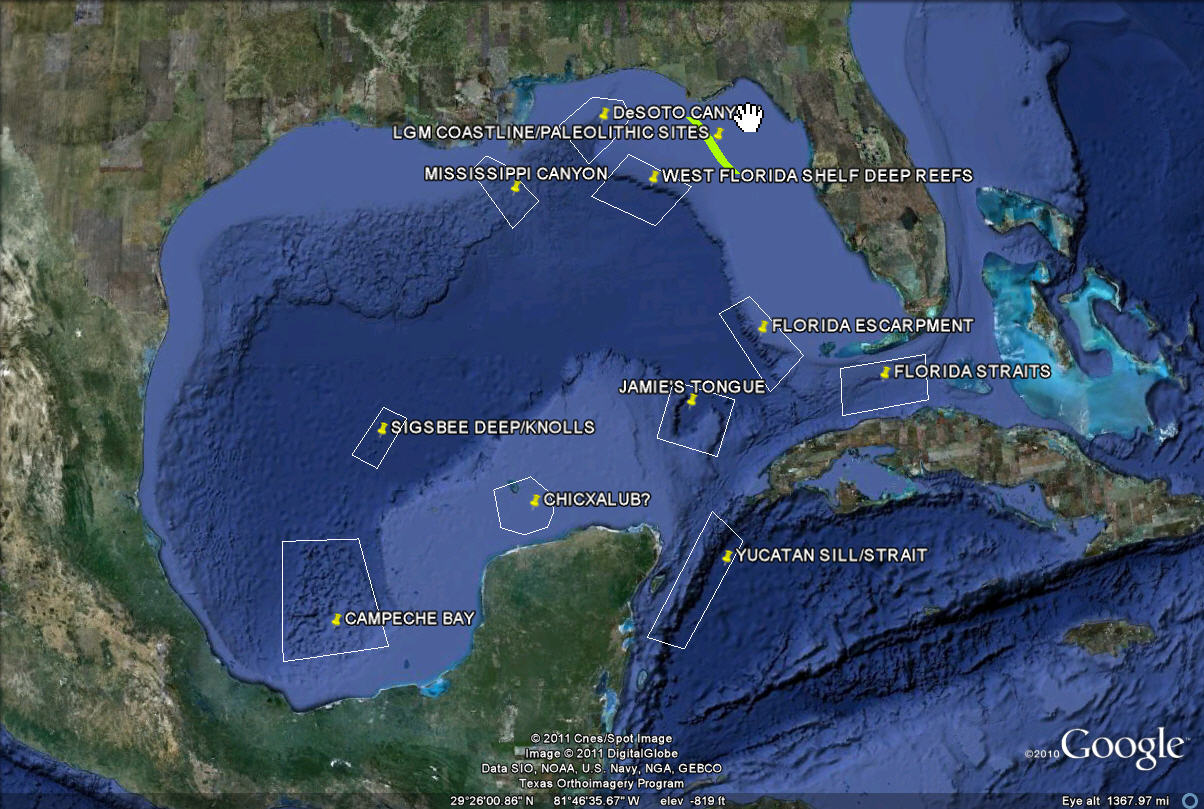 DeSOTO CANY
LGM COASTLINE/PALEOLITHIC SITES
MISSISSIPPI CANYON
WEST FLORIDA SHELF DEEP REEFS
FLORIDA ESCARPMENT
FLORIDA STRAITS
JAMIE'S TONGUE
SIGSBEE DEEP/KNOLLS
CHICXALUB?
YUCATAN SILL/STRAIT
CAMPECHE BAY
© 2011 Cnes/Spot Image
Image © 2011 DigitalGlobe
Data SIO, NOAA, U.S. Navy, NGA, GEBCO
Texas Orthoimagery Program
©2010 Google™
29°26'00.86" N 81°46'35.67" W elev -819 ft
Eye alt 1367.97 mi